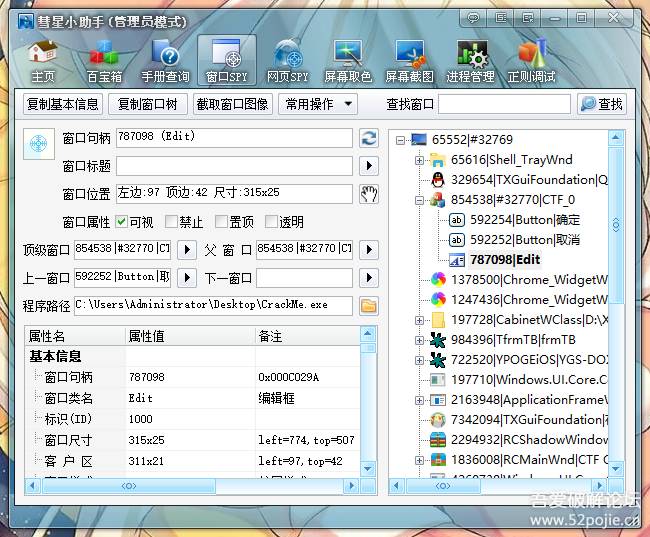 彗星小助手 (管理员模式)
主页 百宝箱 手册查询 窗口SPY 网页SPY 屏幕取色 屏幕截图 进程管理 正则调试
复制基本信息 复制窗口树 截取窗口图像 常用操作 查找窗口 查找
窗口句柄 787098 (Edit)
窗口标题
窗口位置 左边:97 顶边:42 尺寸:315x25
窗口属性 可视 禁止 置顶 透明
顶级窗口 854538|#32770|CT 父 窗 口 854538|#32770|CT
上一窗口 592252|Button|取 下一窗口
程序路径 C:\Users\Administrator\Desktop\CrackMe.exe
属性名 属性值 备注
基本信息
窗口句柄 787098 0x000C029A
窗口类名 Edit 编辑框
标识(ID) 1000
窗口尺寸 315x25 left=774,top=507
客 户 区 311x21 left=97,top=42
65552|#32769
65616|Shell_TrayWnd
329654|TXGuiFoundation|Q
854538|#32770|CTF_0
592254|Button|确定
592252|Button|取消
787098|Edit
1378500|Chrome_WidgetW
1247436|Chrome_WidgetW
197728|CabinetWClass|D:\X
984396|TfrmTB|frmTB
722520|YPOGEiOS|YGS-DOX
197710|Windows.UI.Core.Co
2163948|ApplicationFrameW
7342094|TXGuiFoundation|
2294932|RCShadowWindow
1836008|RCMainWnd|CTF C
吾爱破解论坛
www.52pojie.cn